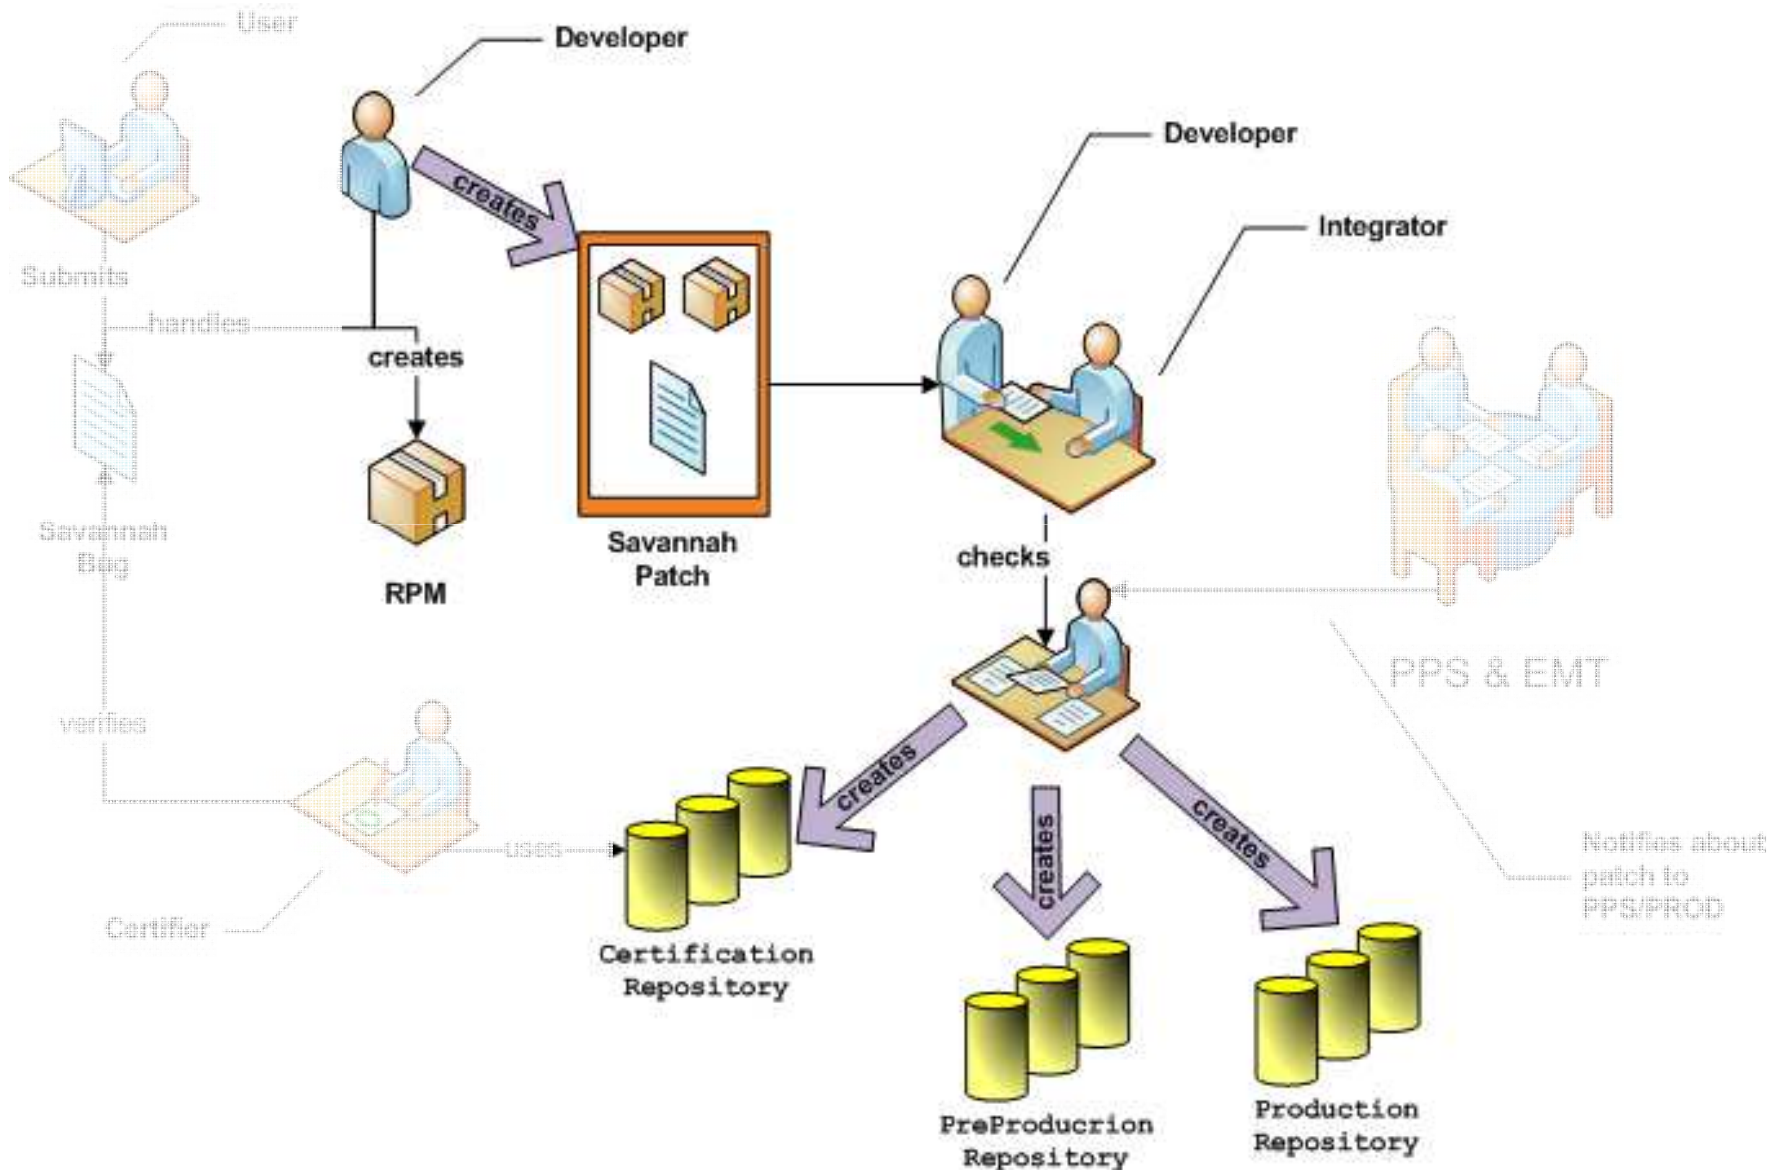 User
Developer
Developer
Integrator
creates
Submits
handles
creates
Savannah
Bug
RPM
Savannah
Patch
checks
PPS & EMT
verifies
creates
creates
creates
uses
Certifier
Notifies about
patch to
PPS/PROD
Certification
Repository
PreProducrion
Repository
Production
Repository